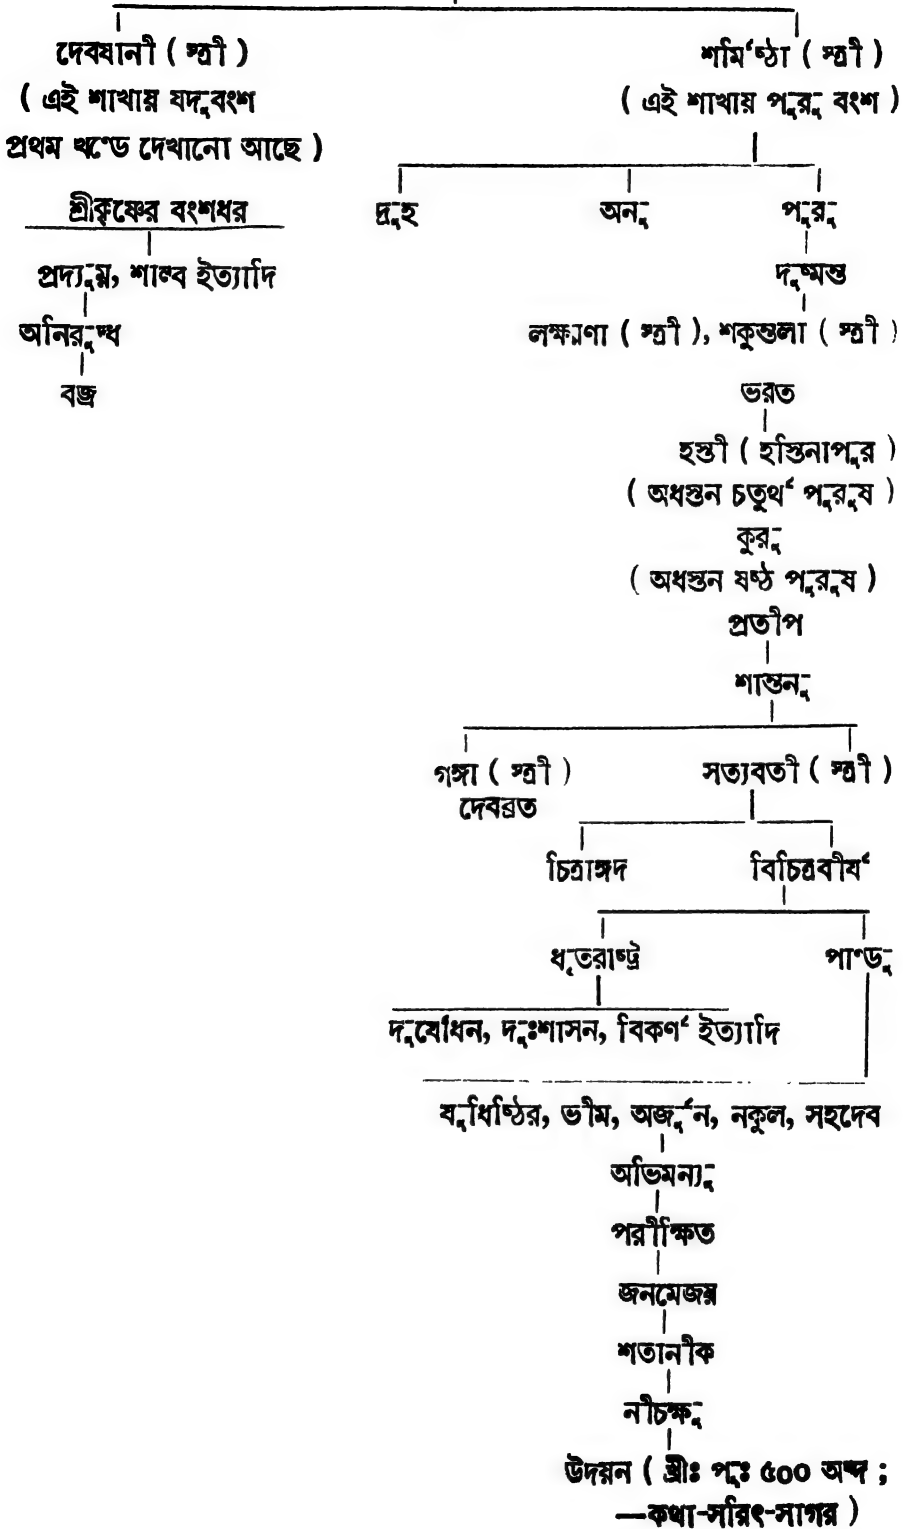 দেবযানী ( স্ত্রী )
( এই শাখায় যদুবংশ
প্রথম খণ্ডে দেখানো আছে )
শ্রীকৃষ্ণের বংশধর
প্রদ্যুম্ন, শাল্ব ইত্যাদি
অনিরুদ্ধ
বজ্র
শর্মিষ্ঠা ( স্ত্রী )
( এই শাখায় পুরু বংশ )
দ্রুহ অনু পুরু
দুষ্মন্ত
লক্ষ্মণা ( স্ত্রী ), শকুন্তলা ( স্ত্রী )
ভরত
হস্তী ( হস্তিনাপুর )
( অধস্তন চতুর্থ পুরুষ )
কুরু
( অধস্তন ষষ্ঠ পুরুষ )
প্রতীপ
শান্তনু
গঙ্গা ( স্ত্রী ) সত্যবতী ( স্ত্রী )
দেবব্রত
চিত্রাঙ্গদ বিচিত্রবীর্য
ধৃতরাষ্ট্র পাণ্ডু
দুর্যোধন, দুঃশাসন, বিকর্ণ ইত্যাদি
যুধিষ্ঠির, ভীম, অর্জুন, নকুল, সহদেব
অভিমন্যু
পরীক্ষিত
জনমেজয়
শতানীক
নীচক্ষু
উদয়ন ( খ্রীঃ পূঃ ৫০০ অব্দ ;
—কথা-সরিৎ-সাগর )